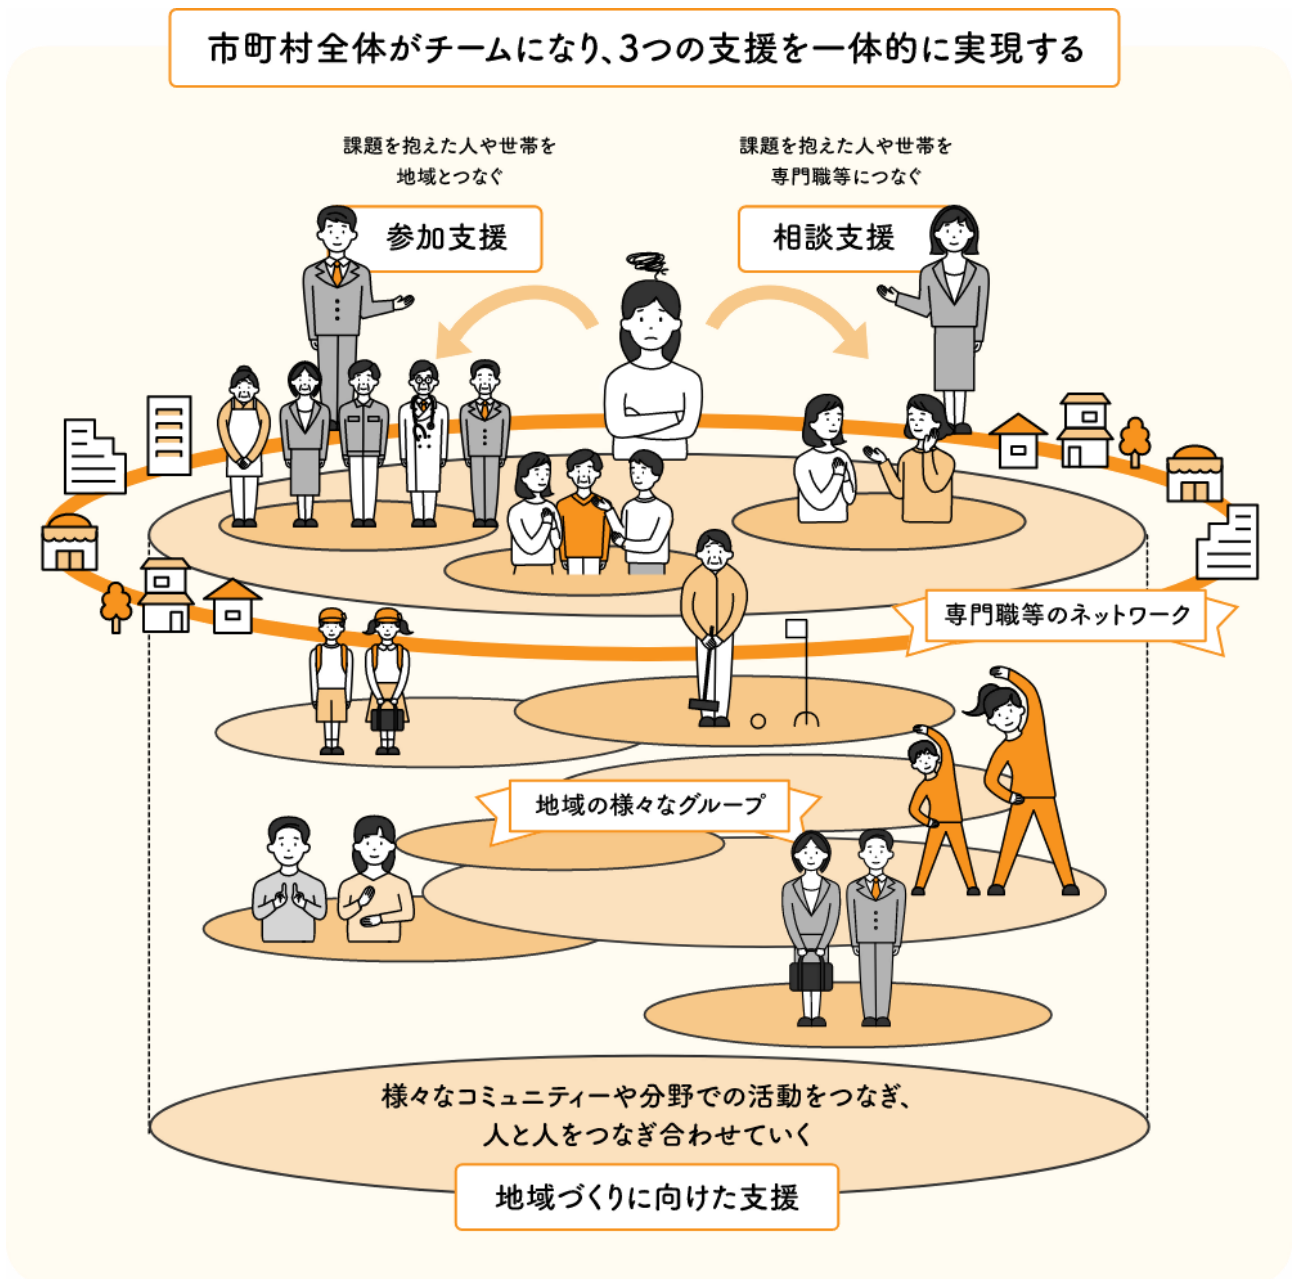 市町村全体がチームになり、3つの支援を一体的に実現する
課題を抱えた人や世帯を
地域とつなぐ
参加支援
課題を抱えた人や世帯を
専門職等につなぐ
相談支援
専門職等のネットワーク
地域の様々なグループ
様々なコミュニティーや分野での活動をつなぎ、
人と人をつなぎ合わせていく
地域づくりに向けた支援